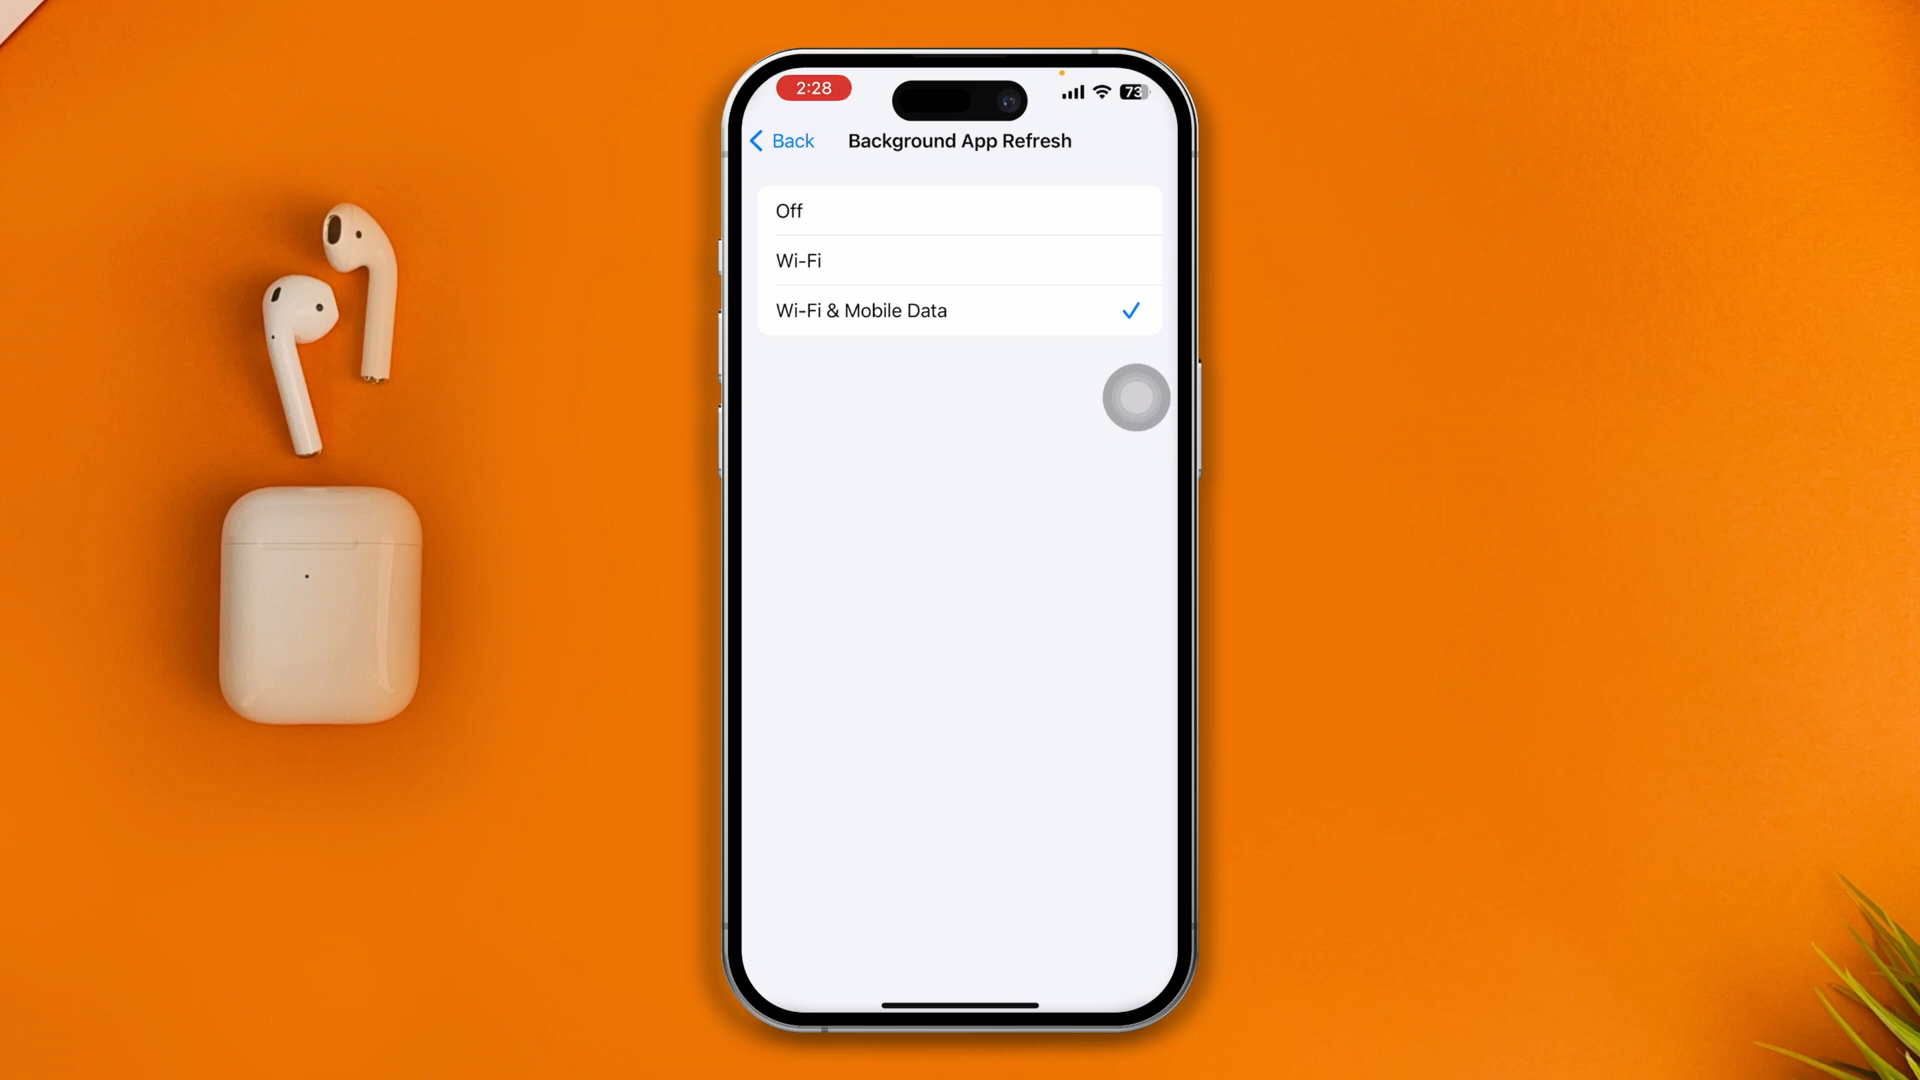 2:28
73
Back
Background App Refresh
Off
Wi-Fi
Wi-Fi & Mobile Data